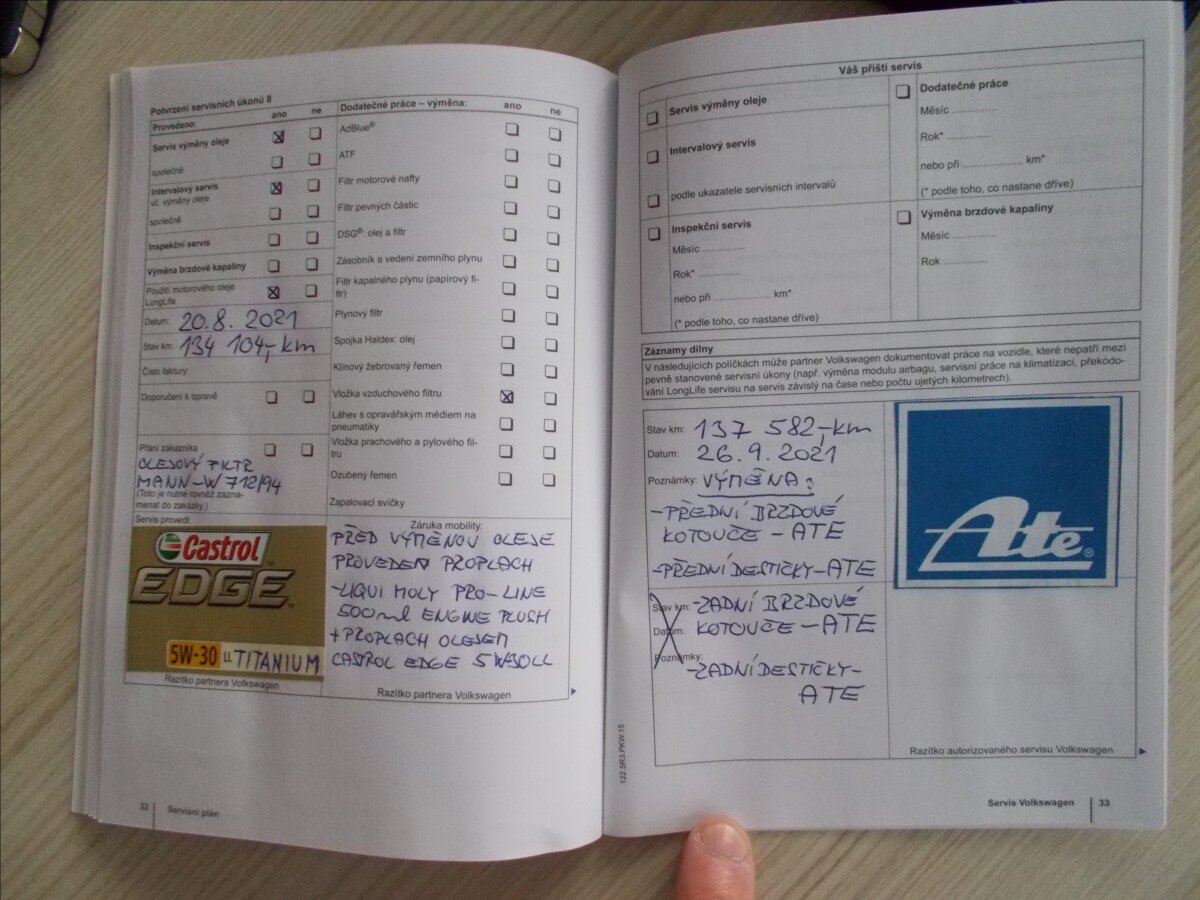 Potvrzení servisních úkonů 8
Provedeno: ano ne
Servis výměny oleje
společně
Intervalový servis
vč. výměny oleje
společně
Inspekční servis
Výměna brzdové kapaliny
Použití motorového oleje
LongLife
Datum: 20.8. 2021
Stav km: 134 104,- km
Číslo faktury:
Doporučení k opravě
Přání zákazníka
OLEJOVÝ FILTR
MANN-W 712/94
(Toto je nutné rovněž zazna-
menat do zakázky.)
Servis provedl:
Castrol
EDGE
5W-30 LL TITANIUM
Razítko partnera Volkswagen
Dodatečné práce – výměna: ano ne
AdBlue®
ATF
Filtr motorové nafty
Filtr pevných částic
DSG®: olej a filtr
Zásobník a vedení zemního plynu
Filtr kapalného plynu (papírový fi-
ltr)
Plynový filtr
Spojka Haldex: olej
Klínový žebrovaný řemen
Vložka vzduchového filtru
Láhev s opravářským médiem na
pneumatiky
Vložka prachového a pylového fil-
tru
Ozubený řemen
Zapalovací svíčky
Záruka mobility:
PŘED VÝMĚNOU OLEJE
PROVEDEN PROPLACH
-LIQUI MOLY PRO-LINE
500ml ENGINE FLUSH
+ PROPLACH OLEJEM
CASTROL EDGE 5W30LL
Razítko partnera Volkswagen
32 Servisní plán
Váš příští servis
Servis výměny oleje
Intervalový servis
podle ukazatele servisních intervalů
Inspekční servis
Měsíc ..............
Rok* ..............
nebo při .................... km*
(* podle toho, co nastane dříve)
Dodatečné práce
Měsíc ..............
Rok* ..............
nebo při .................... km*
(* podle toho, co nastane dříve)
Výměna brzdové kapaliny
Měsíc ..............
Rok ..............
Záznamy dílny
V následujících políčkách může partner Volkswagen dokumentovat práce na vozidle, které nepatří mezi
pevně stanovené servisní úkony (např. výměna modulu airbagu, servisní práce na klimatizaci, překódo-
vání LongLife servisu na servis závislý na čase nebo počtu ujetých kilometrech).
Stav km: 137 582,- km
Datum: 26.9. 2021
Poznámky: VÝMĚNA:
-PŘEDNÍ BRZDOVÉ
KOTOUČE - ATE
-PŘEDNÍ DESTIČKY-ATE
Stav km: -ZADNÍ BRZDOVÉ
Datum: KOTOUČE - ATE
Poznámky:
-ZADNÍ DESTIČKY-
ATE
Ate®
Razítko autorizovaného servisu Volkswagen
122.5R3.PKW.15
Servis Volkswagen 33